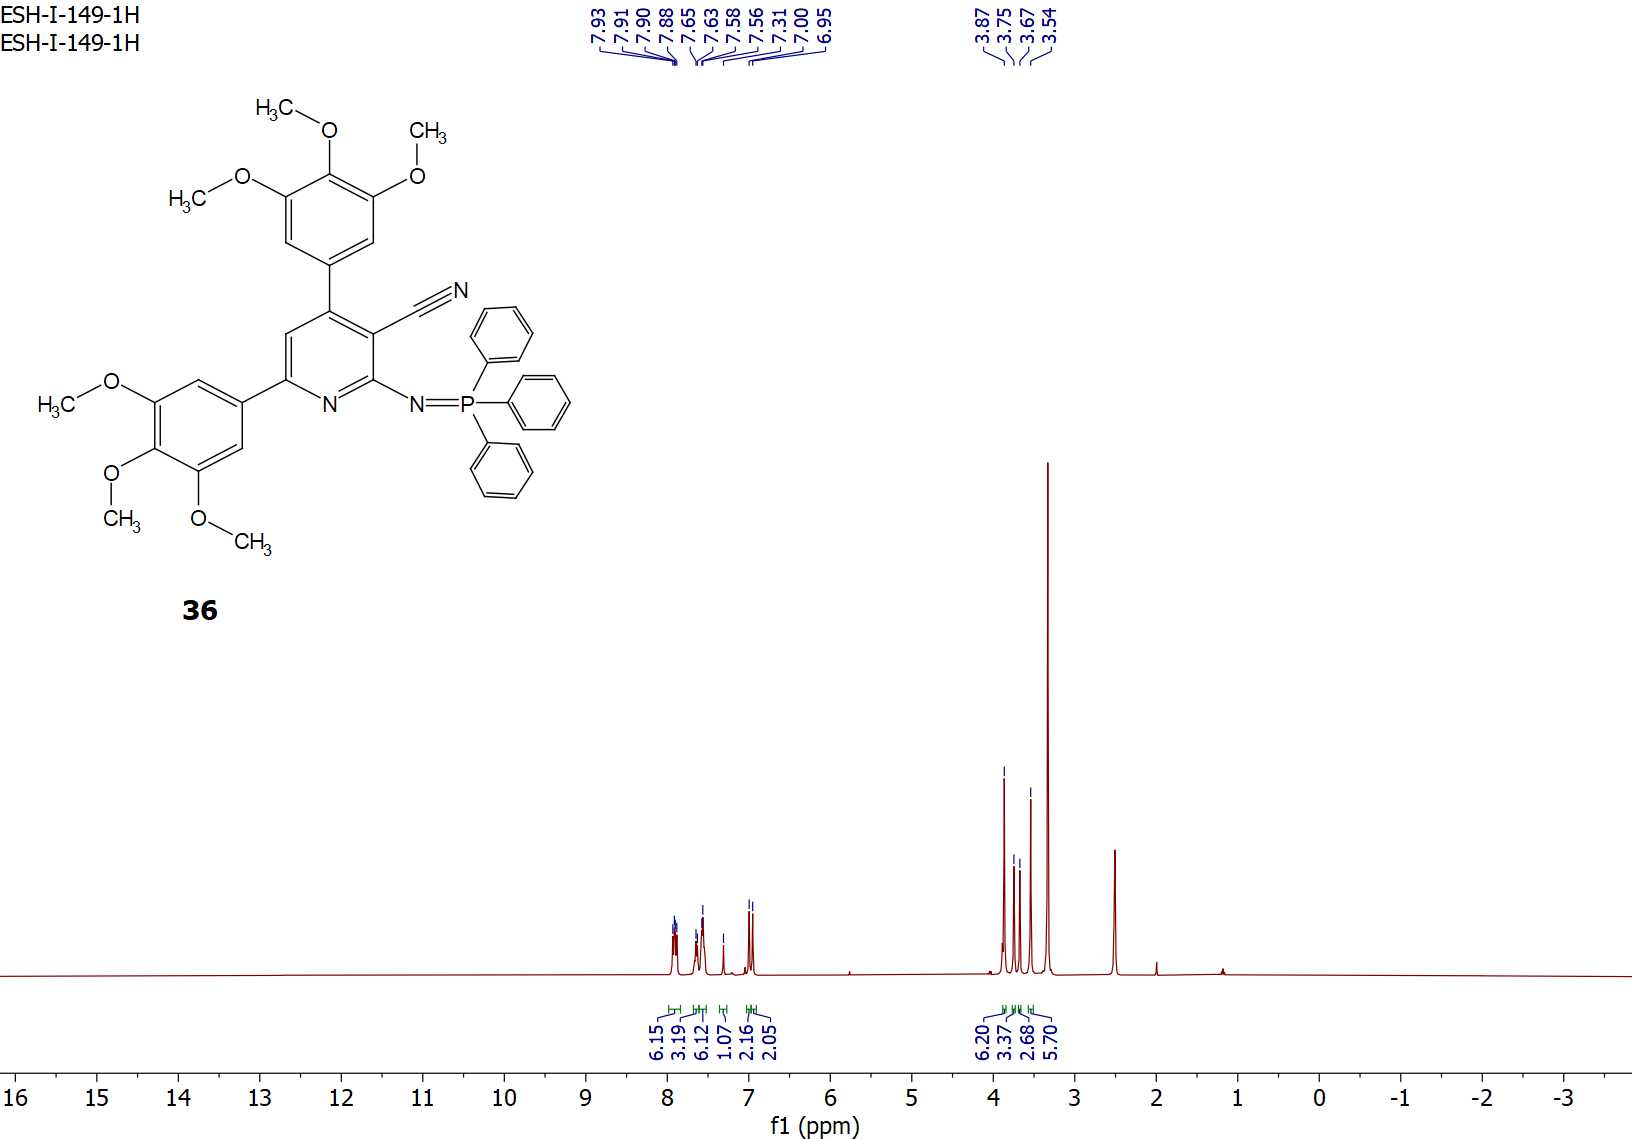 ESH-I-149-1H
ESH-I-149-1H
7.93
7.91
7.90
7.88
7.65
7.63
7.58
7.56
7.31
7.00
6.95
3.87
3.75
3.67
3.54
H3C
O
CH3
H3C
O
O
N
O
H3C
N
N
P
O
O
CH3
CH3
36
6.15
3.19
6.12
1.07
2.16
2.05
6.20
3.37
2.68
5.70
16 15 14 13 12 11 10 9 8 7 6 5 4 3 2 1 0 -1 -2 -3
f1 (ppm)